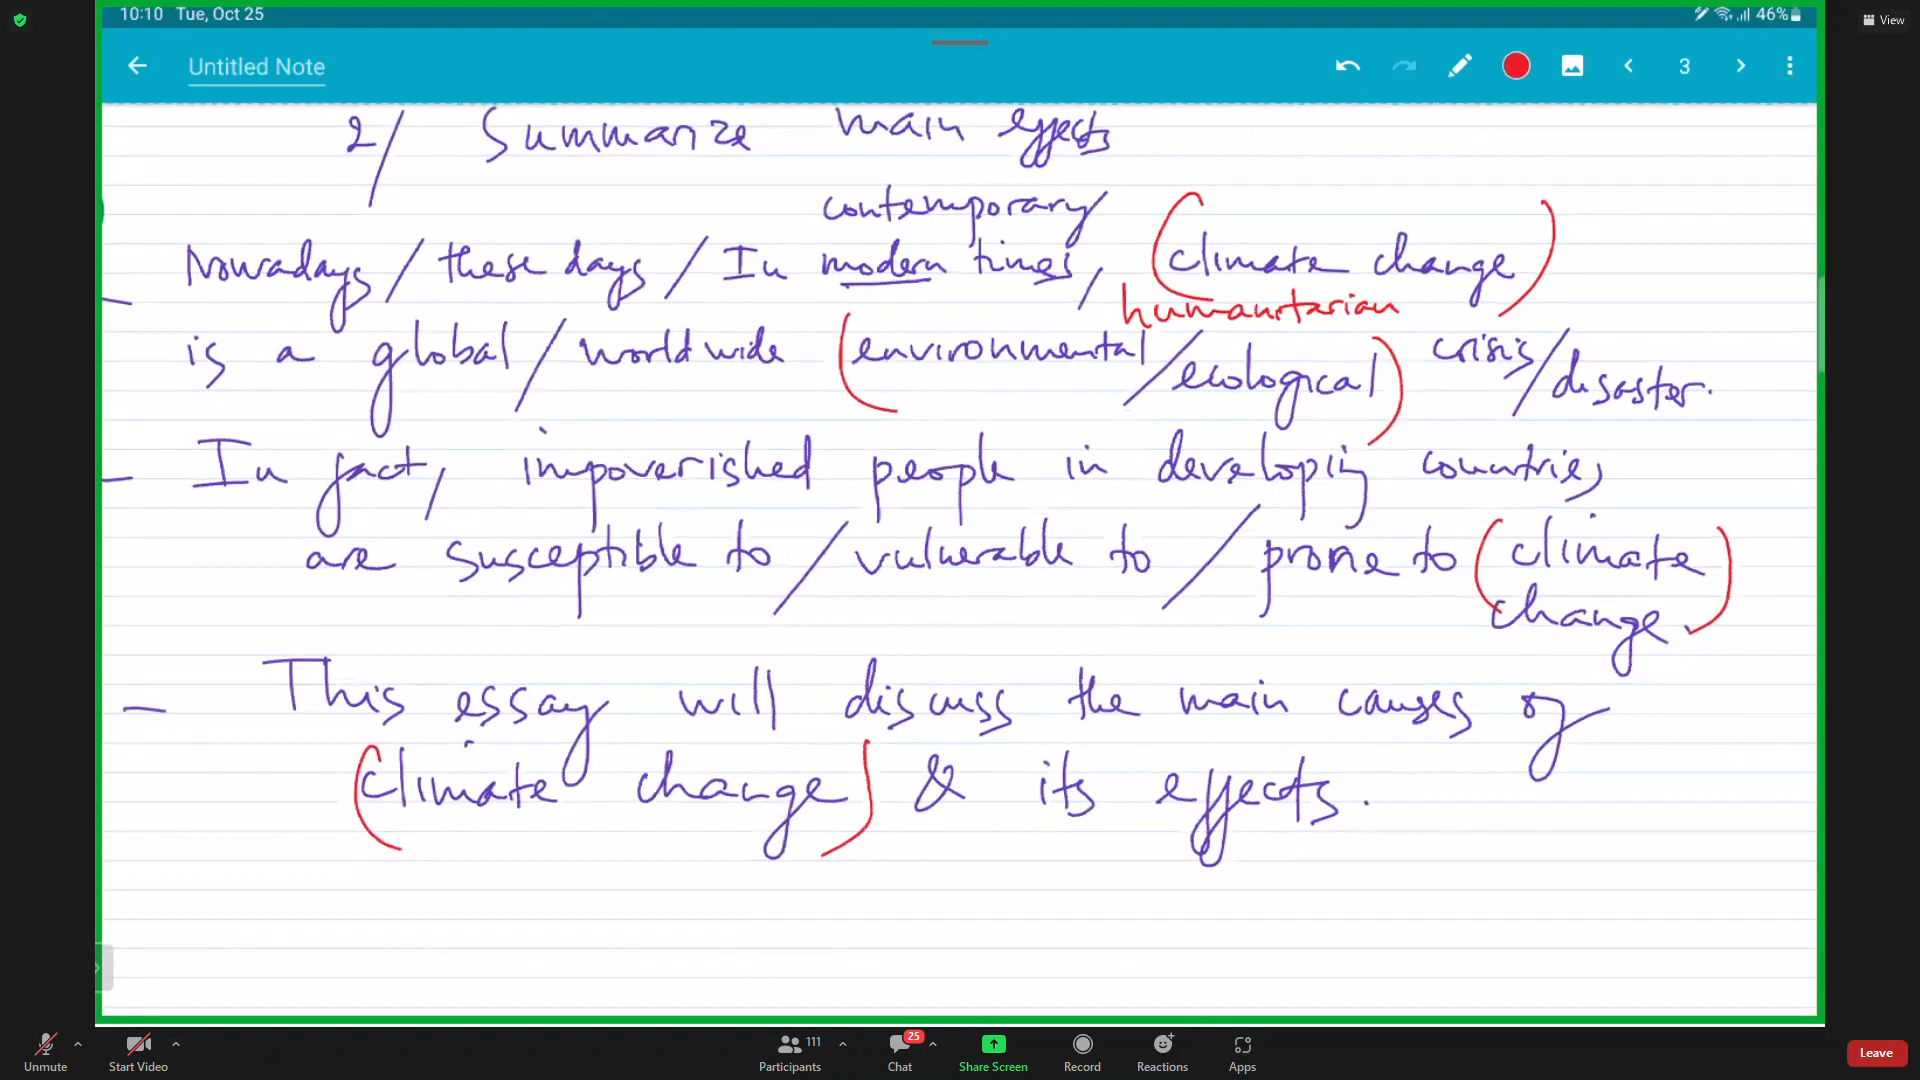 10:10 Tue, Oct 25
46%
View
Untitled Note
3
2/ Summarize main effects
contemporary/
Nowadays / these days / In modern times, (climate change)
humanitarian
is a global / worldwide (environmental / ecological) crisis / disaster.
- In fact, impoverished people in developing countries
are susceptible to / vulnerable to / prone to (climate
change.)
- This essay will discuss the main causes of
(climate change) & its effects.
Unmute
Start Video
111
Participants
25
Chat
Share Screen
Record
Reactions
Apps
Leave